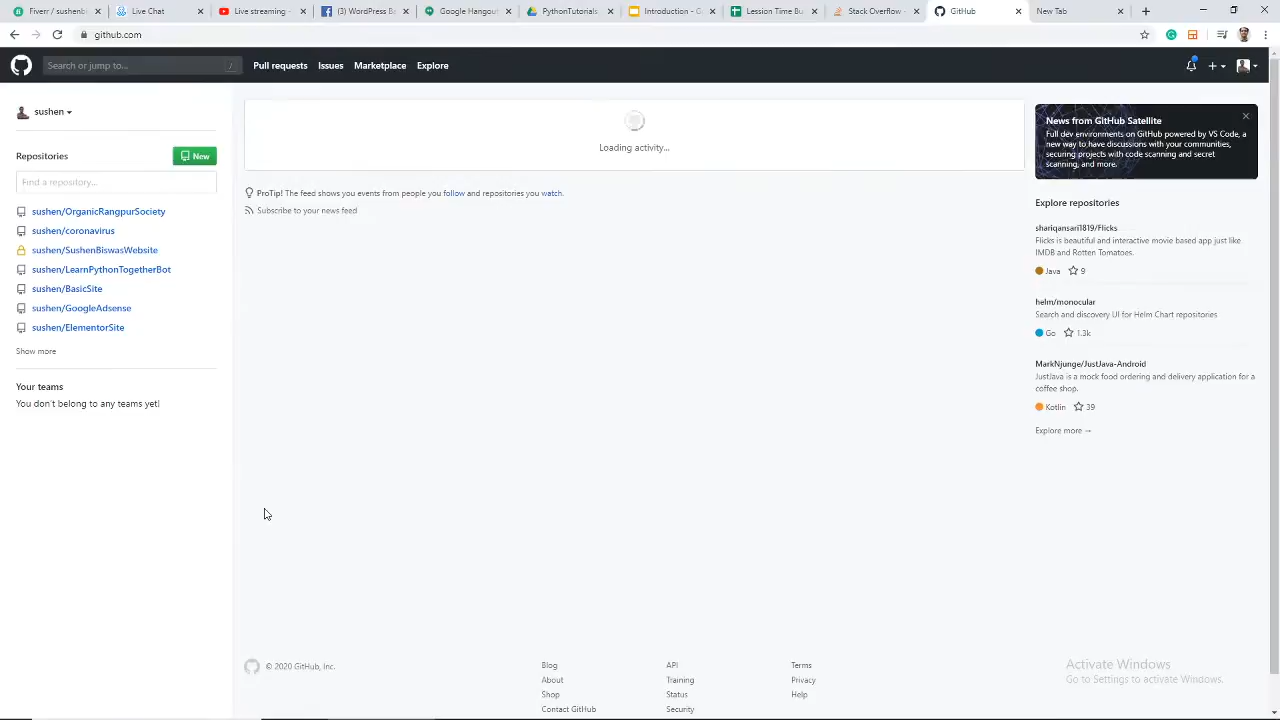 Fiverr / sushenb
Live Chat
Live streaming -
(3) WordPress Ba
Google Hangout
PythonTutorials
Introduction - G
Lession Time Bu
Stack Overflow -
GitHub
New Tab
github.com
Search or jump to...
/
Pull requests
Issues
Marketplace
Explore
sushen
Repositories
New
Find a repository...
sushen/OrganicRangpurSociety
sushen/coronavirus
sushen/SushenBiswasWebsite
sushen/LearnPythonTogetherBot
sushen/BasicSite
sushen/GoogleAdsense
sushen/ElementorSite
Show more
Your teams
You don't belong to any teams yet!
Loading activity...
ProTip! The feed shows you events from people you follow and repositories you watch.
Subscribe to your news feed
News from GitHub Satellite
Full dev environments on GitHub powered by VS Code, a
new way to have discussions with your communities,
securing projects with code scanning and secret
scanning, and more.
Explore repositories
shariqansari1819/Flicks
Flicks is beautiful and interactive movie based app just like
IMDB and Rotten Tomatoes.
Java 9
helm/monocular
Search and discovery UI for Helm Chart repositories
Go 1.3k
MarkNjunge/JustJava-Android
JustJava is a mock food ordering and delivery application for a
coffee shop.
Kotlin 39
Explore more →
© 2020 GitHub, Inc.
Blog
About
Shop
Contact GitHub
API
Training
Status
Security
Terms
Privacy
Help
Activate Windows
Go to Settings to activate Windows.